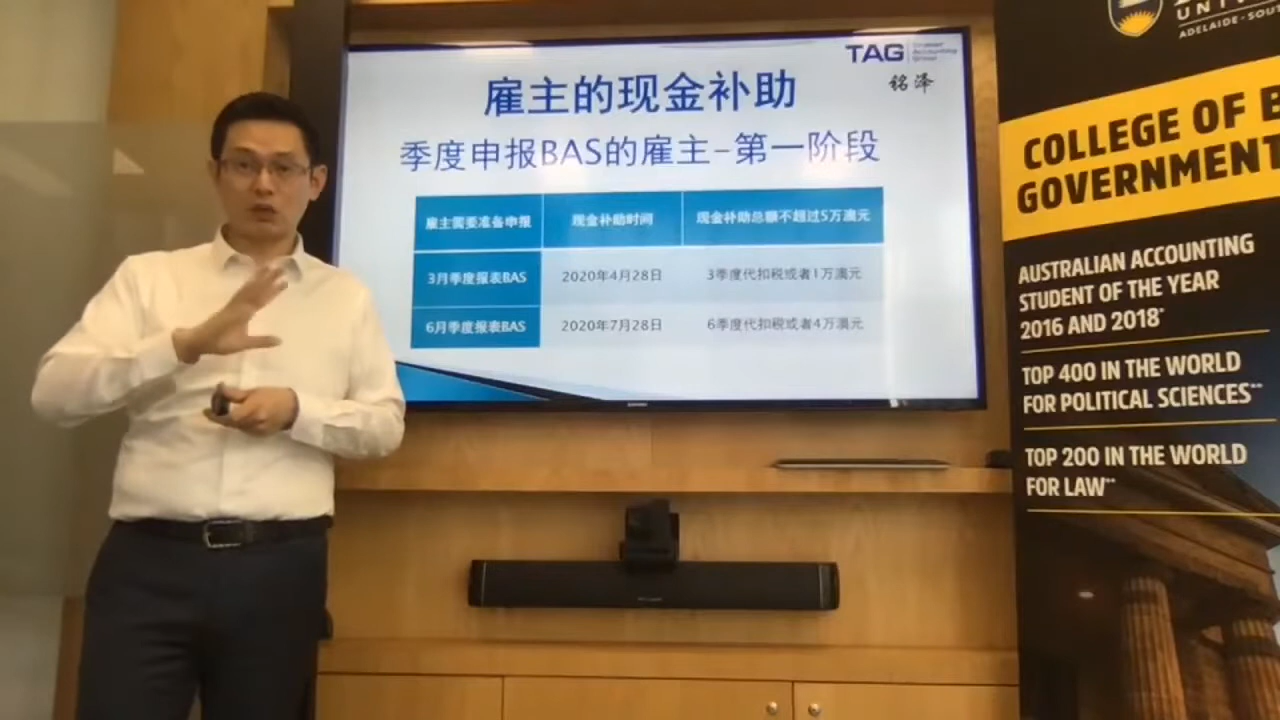 TAG
铭泽
雇主的现金补助
季度申报BAS的雇主-第一阶段
雇主需要准备申报 现金补助时间 现金补助总额不超过5万澳元
3月季度报表BAS 2020年4月28日 3季度代扣税或者1万澳元
6月季度报表BAS 2020年7月28日 6季度代扣税或者4万澳元
ADELAIDE
COLLEGE OF
GOVERNMENT
AUSTRALIAN ACCOUNTING
STUDENT OF THE YEAR
2016 AND 2018*
TOP 400 IN THE WORLD
FOR POLITICAL SCIENCES**
TOP 200 IN THE WORLD
FOR LAW**